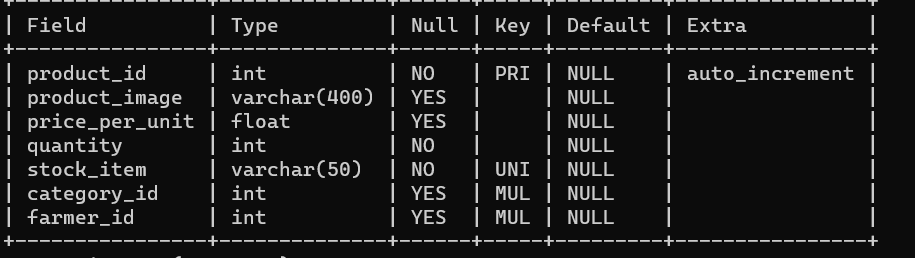 | Field | Type | Null | Key | Default | Extra |
| product_id | int | NO | PRI | NULL | auto_increment |
| product_image | varchar(400) | YES | | NULL | |
| price_per_unit | float | YES | | NULL | |
| quantity | int | NO | | NULL | |
| stock_item | varchar(50) | NO | UNI | NULL | |
| category_id | int | YES | MUL | NULL | |
| farmer_id | int | YES | MUL | NULL | |